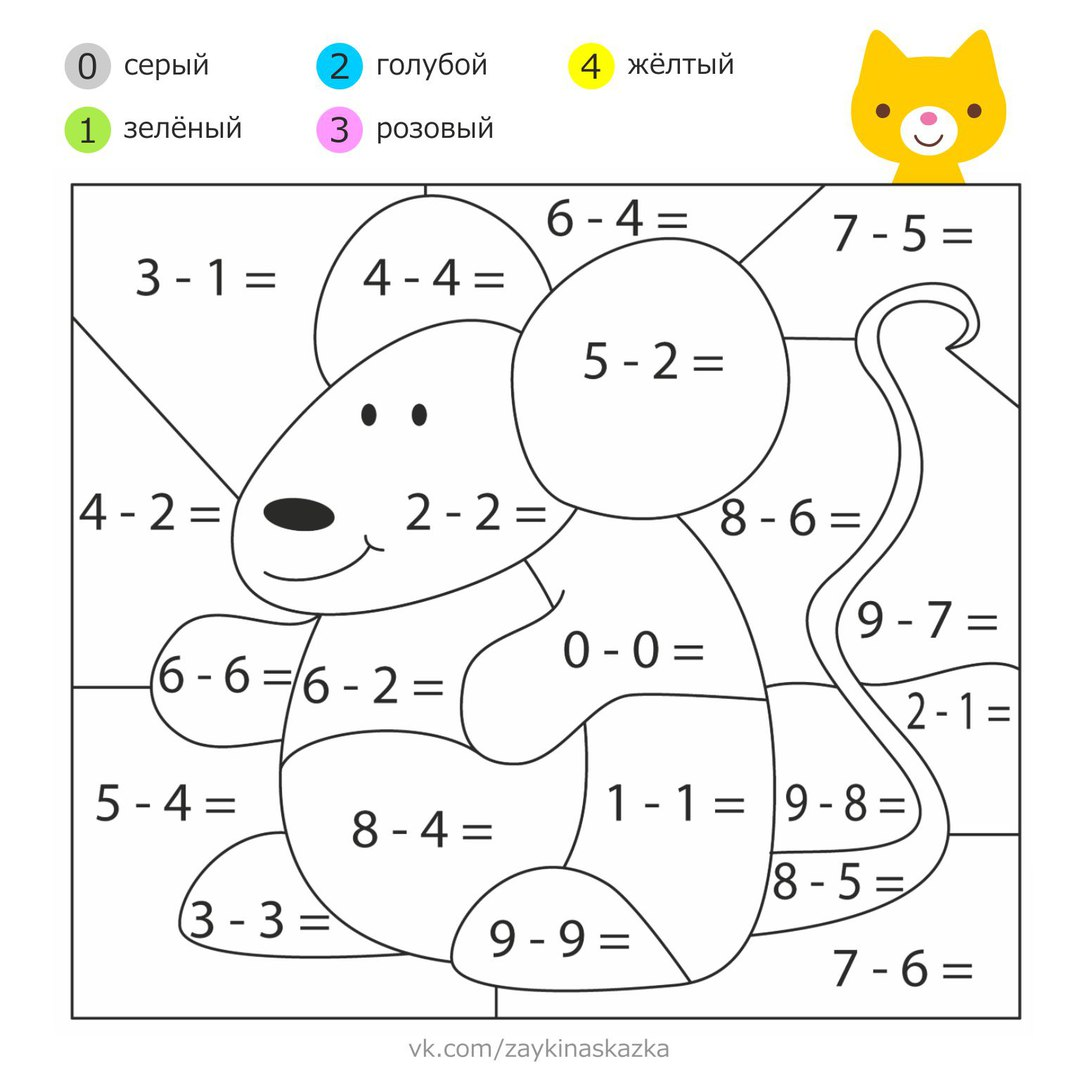 0 серый 2 голубой 4 жёлтый
1 зелёный 3 розовый
6 - 4 =
7 - 5 =
3 - 1 =
4 - 4 =
5 - 2 =
4 - 2 =
2 - 2 =
8 - 6 =
9 - 7 =
0 - 0 =
6 - 6 =
6 - 2 =
2 - 1 =
5 - 4 =
8 - 4 =
1 - 1 =
9 - 8 =
8 - 5 =
3 - 3 =
9 - 9 =
7 - 6 =
vk.com/zaykinaskazka